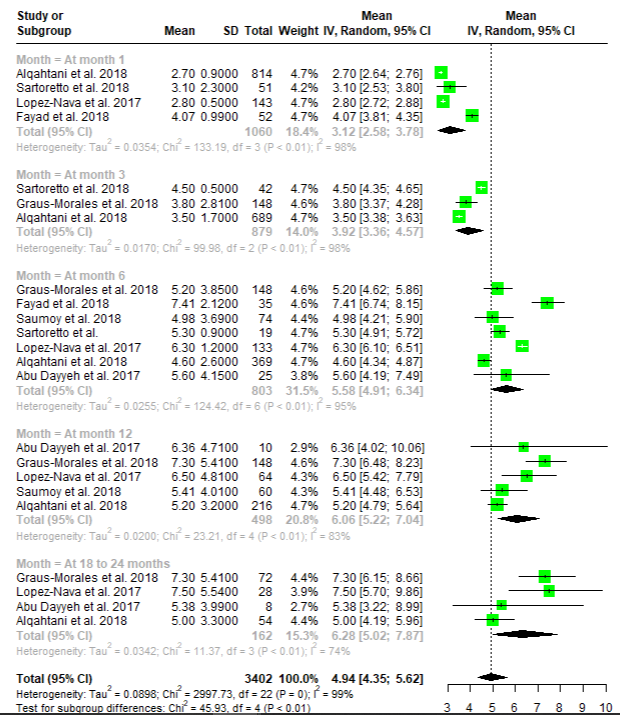 Study or Mean Mean
Subgroup Mean SD Total Weight IV, Random, 95% CI IV, Random, 95% CI
Month = At month 1
Alqahtani et al. 2018 2.70 0.9000 814 4.7% 2.70 [2.64; 2.76]
Sartoretto et al. 2018 3.10 2.3000 51 4.2% 3.10 [2.53; 3.80]
Lopez-Nava et al. 2017 2.80 0.5000 143 4.7% 2.80 [2.72; 2.88]
Fayad et al. 2018 4.07 0.9900 52 4.7% 4.07 [3.81; 4.35]
Total (95% CI) 1060 18.4% 3.12 [2.58; 3.78]
Heterogeneity: Tau² = 0.0354; Chi² = 133.19, df = 3 (P < 0.01); I² = 98%
Month = At month 3
Sartoretto et al. 2018 4.50 0.5000 42 4.7% 4.50 [4.35; 4.65]
Graus-Morales et al. 2018 3.80 2.8100 148 4.6% 3.80 [3.37; 4.28]
Alqahtani et al. 2018 3.50 1.7000 689 4.7% 3.50 [3.38; 3.63]
Total (95% CI) 879 14.0% 3.92 [3.36; 4.57]
Heterogeneity: Tau² = 0.0170; Chi² = 99.98, df = 2 (P < 0.01); I² = 98%
Month = At month 6
Graus-Morales et al. 2018 5.20 3.8500 148 4.6% 5.20 [4.62; 5.86]
Fayad et al. 2018 7.41 2.1200 35 4.6% 7.41 [6.74; 8.15]
Saumoy et al. 2018 4.98 3.6900 74 4.4% 4.98 [4.21; 5.90]
Sartoretto et al. 5.30 0.9000 19 4.6% 5.30 [4.91; 5.72]
Lopez-Nava et al. 2017 6.30 1.2000 133 4.7% 6.30 [6.10; 6.51]
Alqahtani et al. 2018 4.60 2.6000 369 4.7% 4.60 [4.34; 4.87]
Abu Dayyeh et al. 2017 5.60 4.1500 25 4.0% 5.60 [4.19; 7.49]
Total (95% CI) 803 31.5% 5.58 [4.91; 6.34]
Heterogeneity: Tau² = 0.0255; Chi² = 124.42, df = 6 (P < 0.01); I² = 95%
Month = At month 12
Abu Dayyeh et al. 2017 6.36 4.7100 10 2.9% 6.36 [4.02; 10.06]
Graus-Morales et al. 2018 7.30 5.4100 148 4.6% 7.30 [6.48; 8.23]
Lopez-Nava et al. 2017 6.50 4.8100 64 4.4% 6.50 [5.42; 7.79]
Saumoy et al. 2018 5.41 4.0100 60 4.4% 5.41 [4.48; 6.53]
Alqahtani et al. 2018 5.20 3.2000 216 4.7% 5.20 [4.79; 5.64]
Total (95% CI) 498 20.8% 6.06 [5.22; 7.04]
Heterogeneity: Tau² = 0.0200; Chi² = 23.21, df = 4 (P < 0.01); I² = 83%
Month = At 18 to 24 months
Graus-Morales et al. 2018 7.30 5.4100 72 4.4% 7.30 [6.15; 8.66]
Lopez-Nava et al. 2017 7.50 5.5400 28 4.0% 7.50 [5.70; 9.86]
Abu Dayyeh et al. 2017 5.38 3.9900 8 2.7% 5.38 [3.22; 8.99]
Alqahtani et al. 2018 5.00 3.3000 54 4.4% 5.00 [4.19; 5.96]
Total (95% CI) 162 15.3% 6.28 [5.02; 7.87]
Heterogeneity: Tau² = 0.0342; Chi² = 11.37, df = 3 (P < 0.01); I² = 74%
Total (95% CI) 3402 100.0% 4.94 [4.35; 5.62]
Heterogeneity: Tau² = 0.0898; Chi² = 2997.73, df = 22 (P = 0); I² = 99%
Test for subgroup differences: Chi² = 45.93, df = 4 (P < 0.01)
3 4 5 6 7 8 9 10